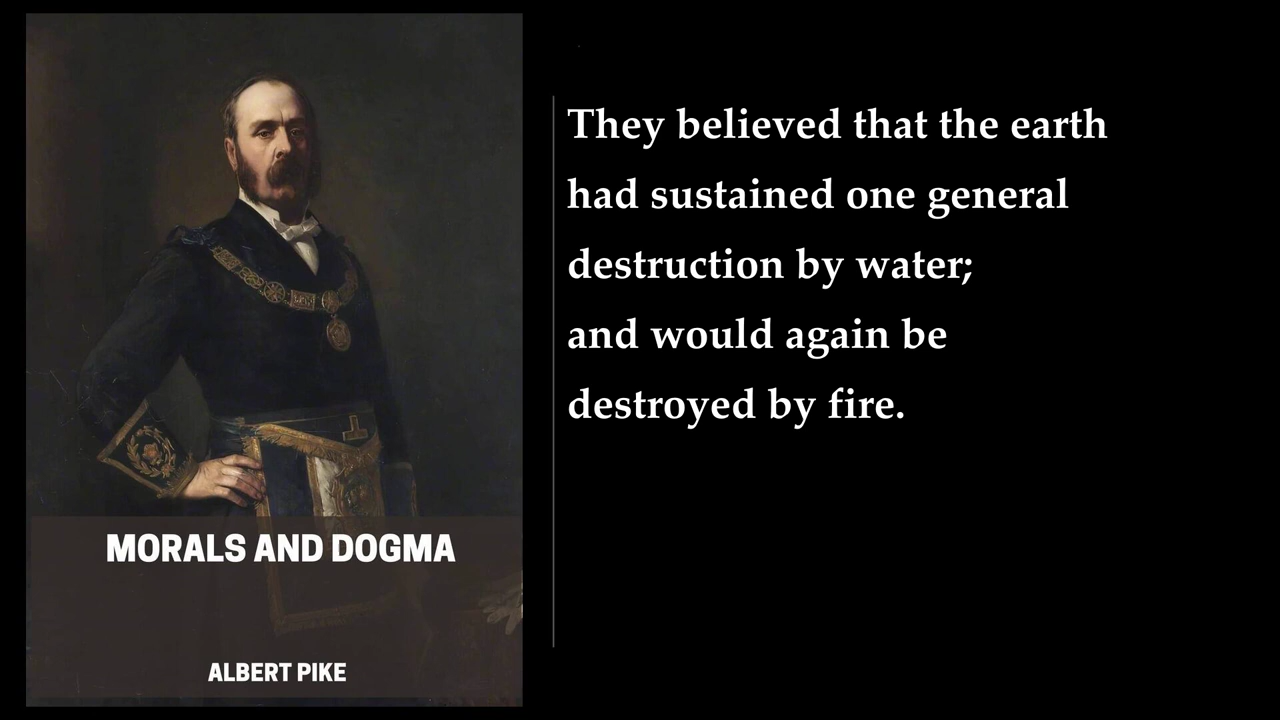 MORALS AND DOGMA
ALBERT PIKE
They believed that the earth
had sustained one general
destruction by water;
and would again be
destroyed by fire.